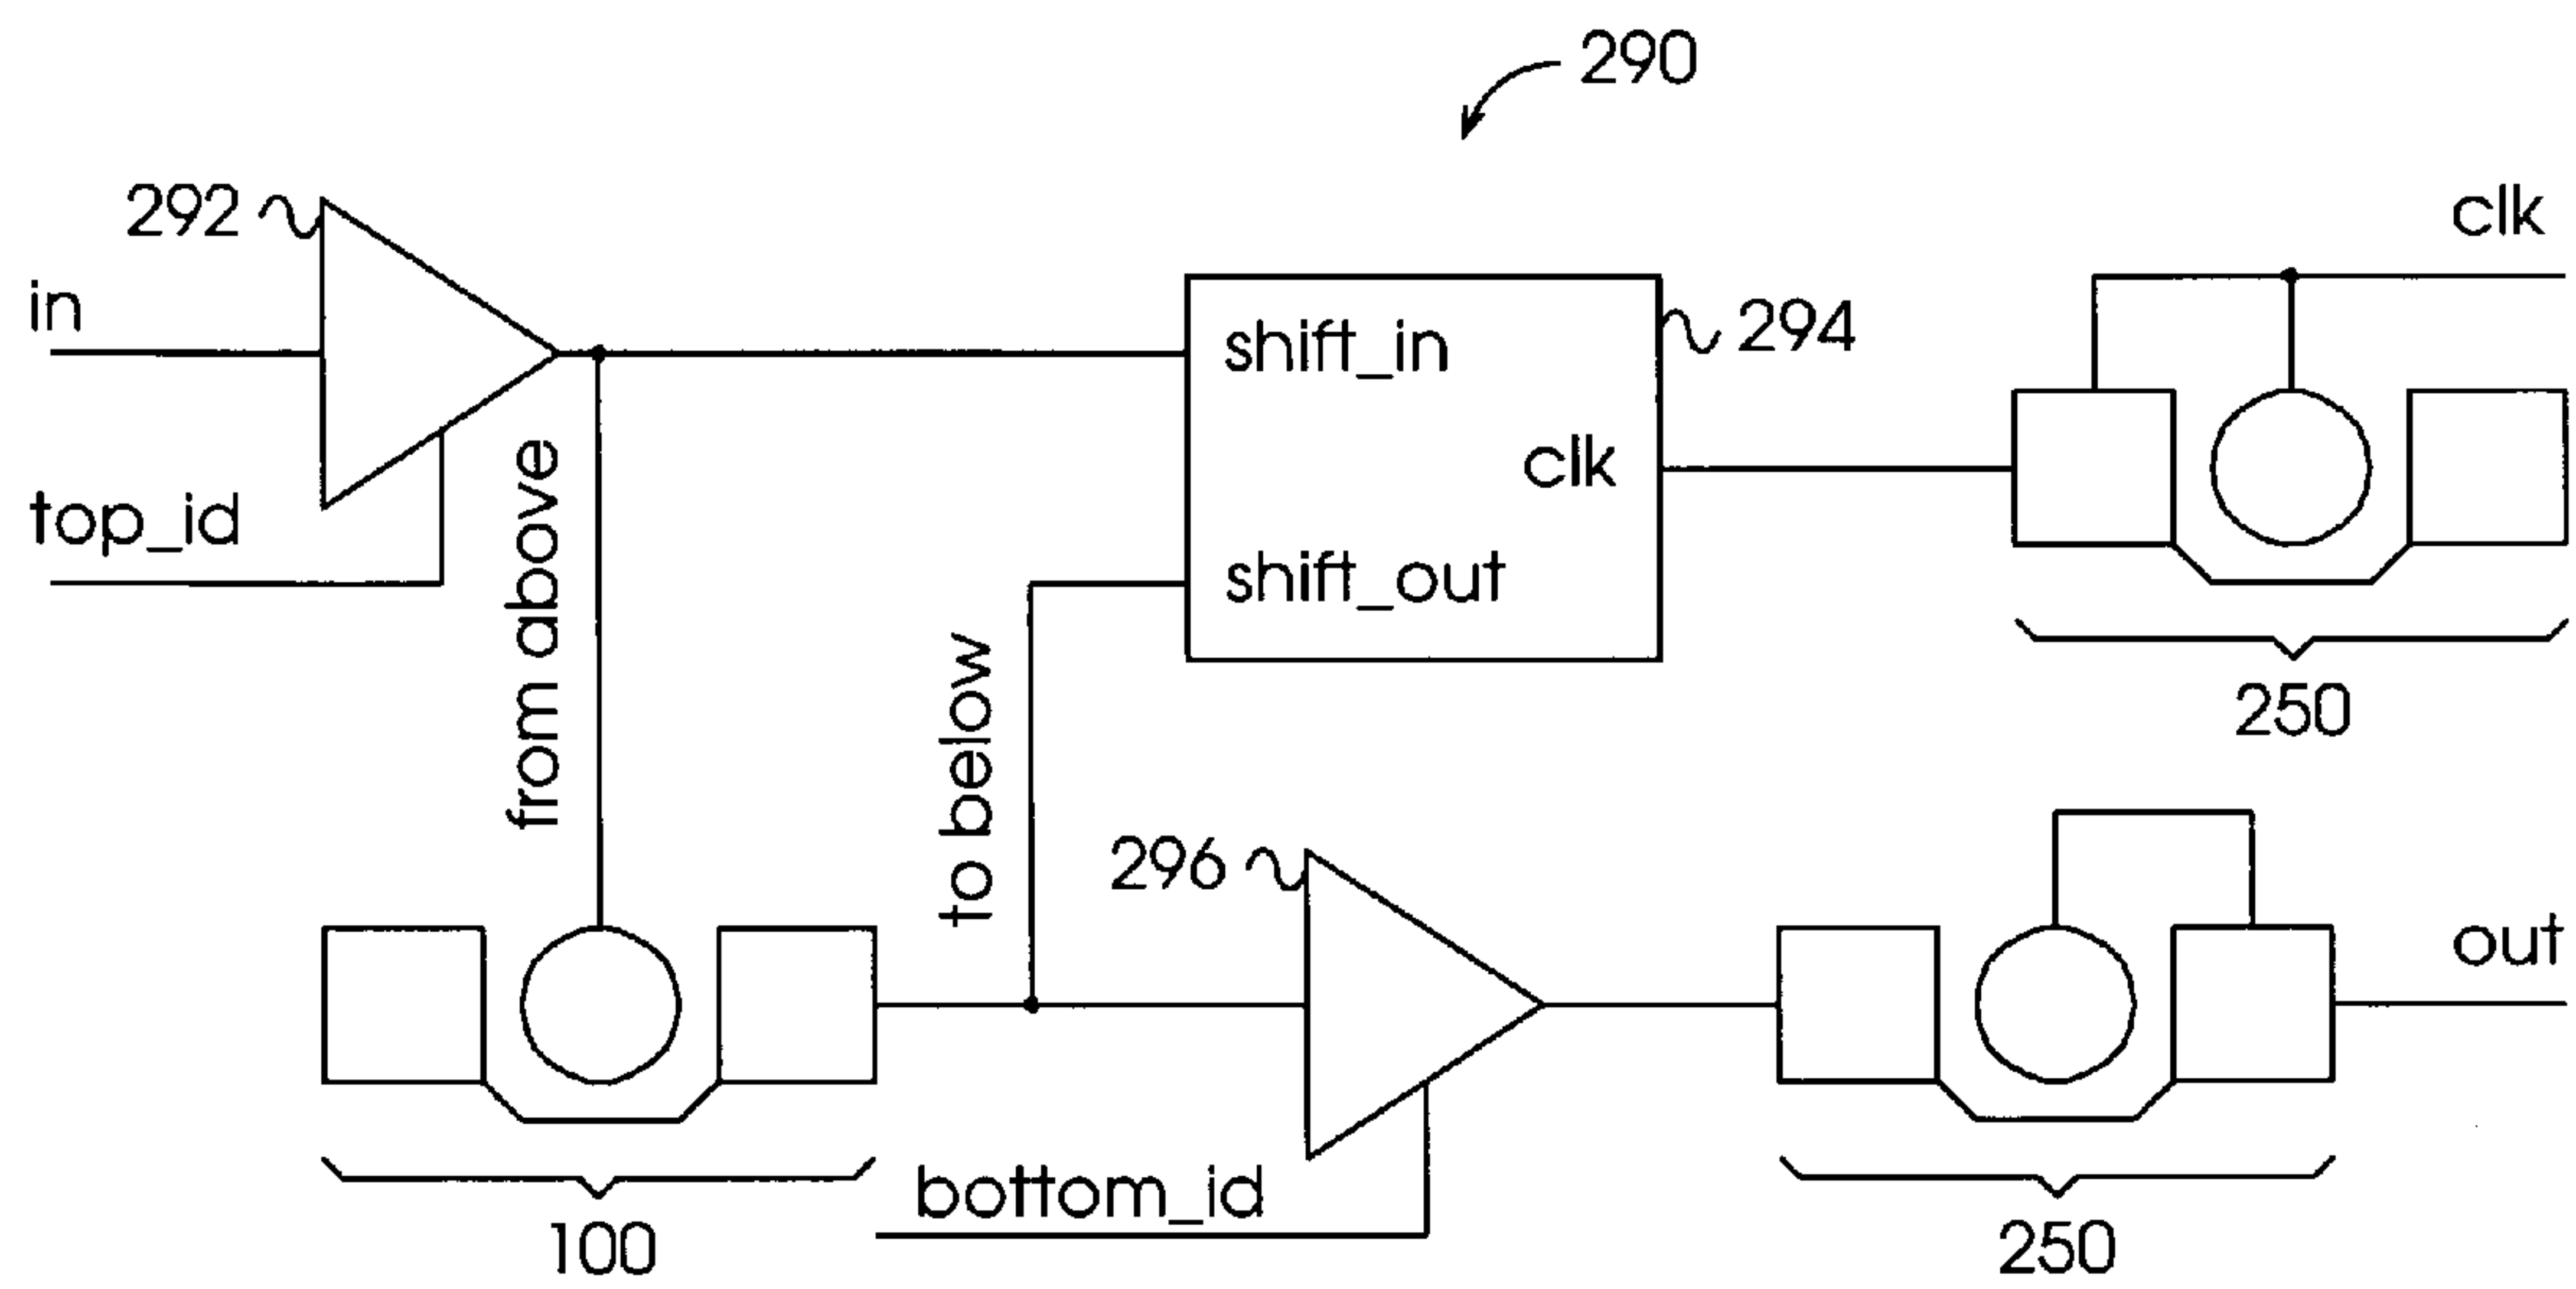 290
292
clk
in
shift_in
294
top_id
clk
from above
shift_out
to below
250
296
out
bottom_id
100
250